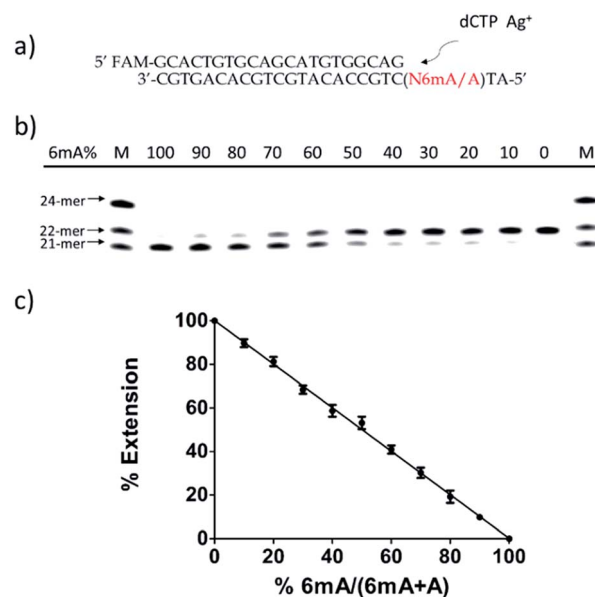 a)
dCTP Ag⁺
5′ FAM-GCACTGTGCAGCATGTGGCAG
3′-CGTGACACGTCGTACACCGTC(N6mA/A)TA-5′
b)
6mA% M 100 90 80 70 60 50 40 30 20 10 0 M
24-mer
22-mer
21-mer
c)
100
80
60
40
20
0
% Extension
0 20 40 60 80 100
% 6mA/(6mA+A)